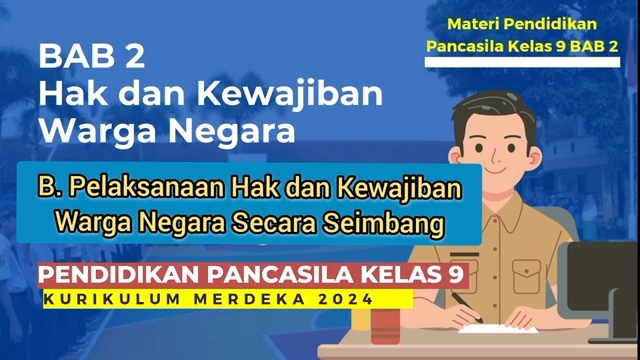 Materi Pendidikan
Pancasila Kelas 9 BAB 2
BAB 2
Hak dan Kewajiban
Warga Negara
B. Pelaksanaan Hak dan Kewajiban
Warga Negara Secara Seimbang
PENDIDIKAN PANCASILA KELAS 9
KURIKULUM MERDEKA 2024